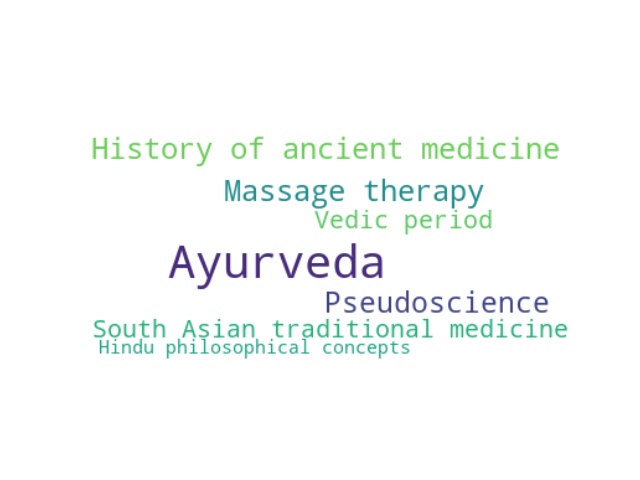 History of ancient medicine
Massage therapy
Vedic period
Ayurveda
Pseudoscience
South Asian traditional medicine
Hindu philosophical concepts